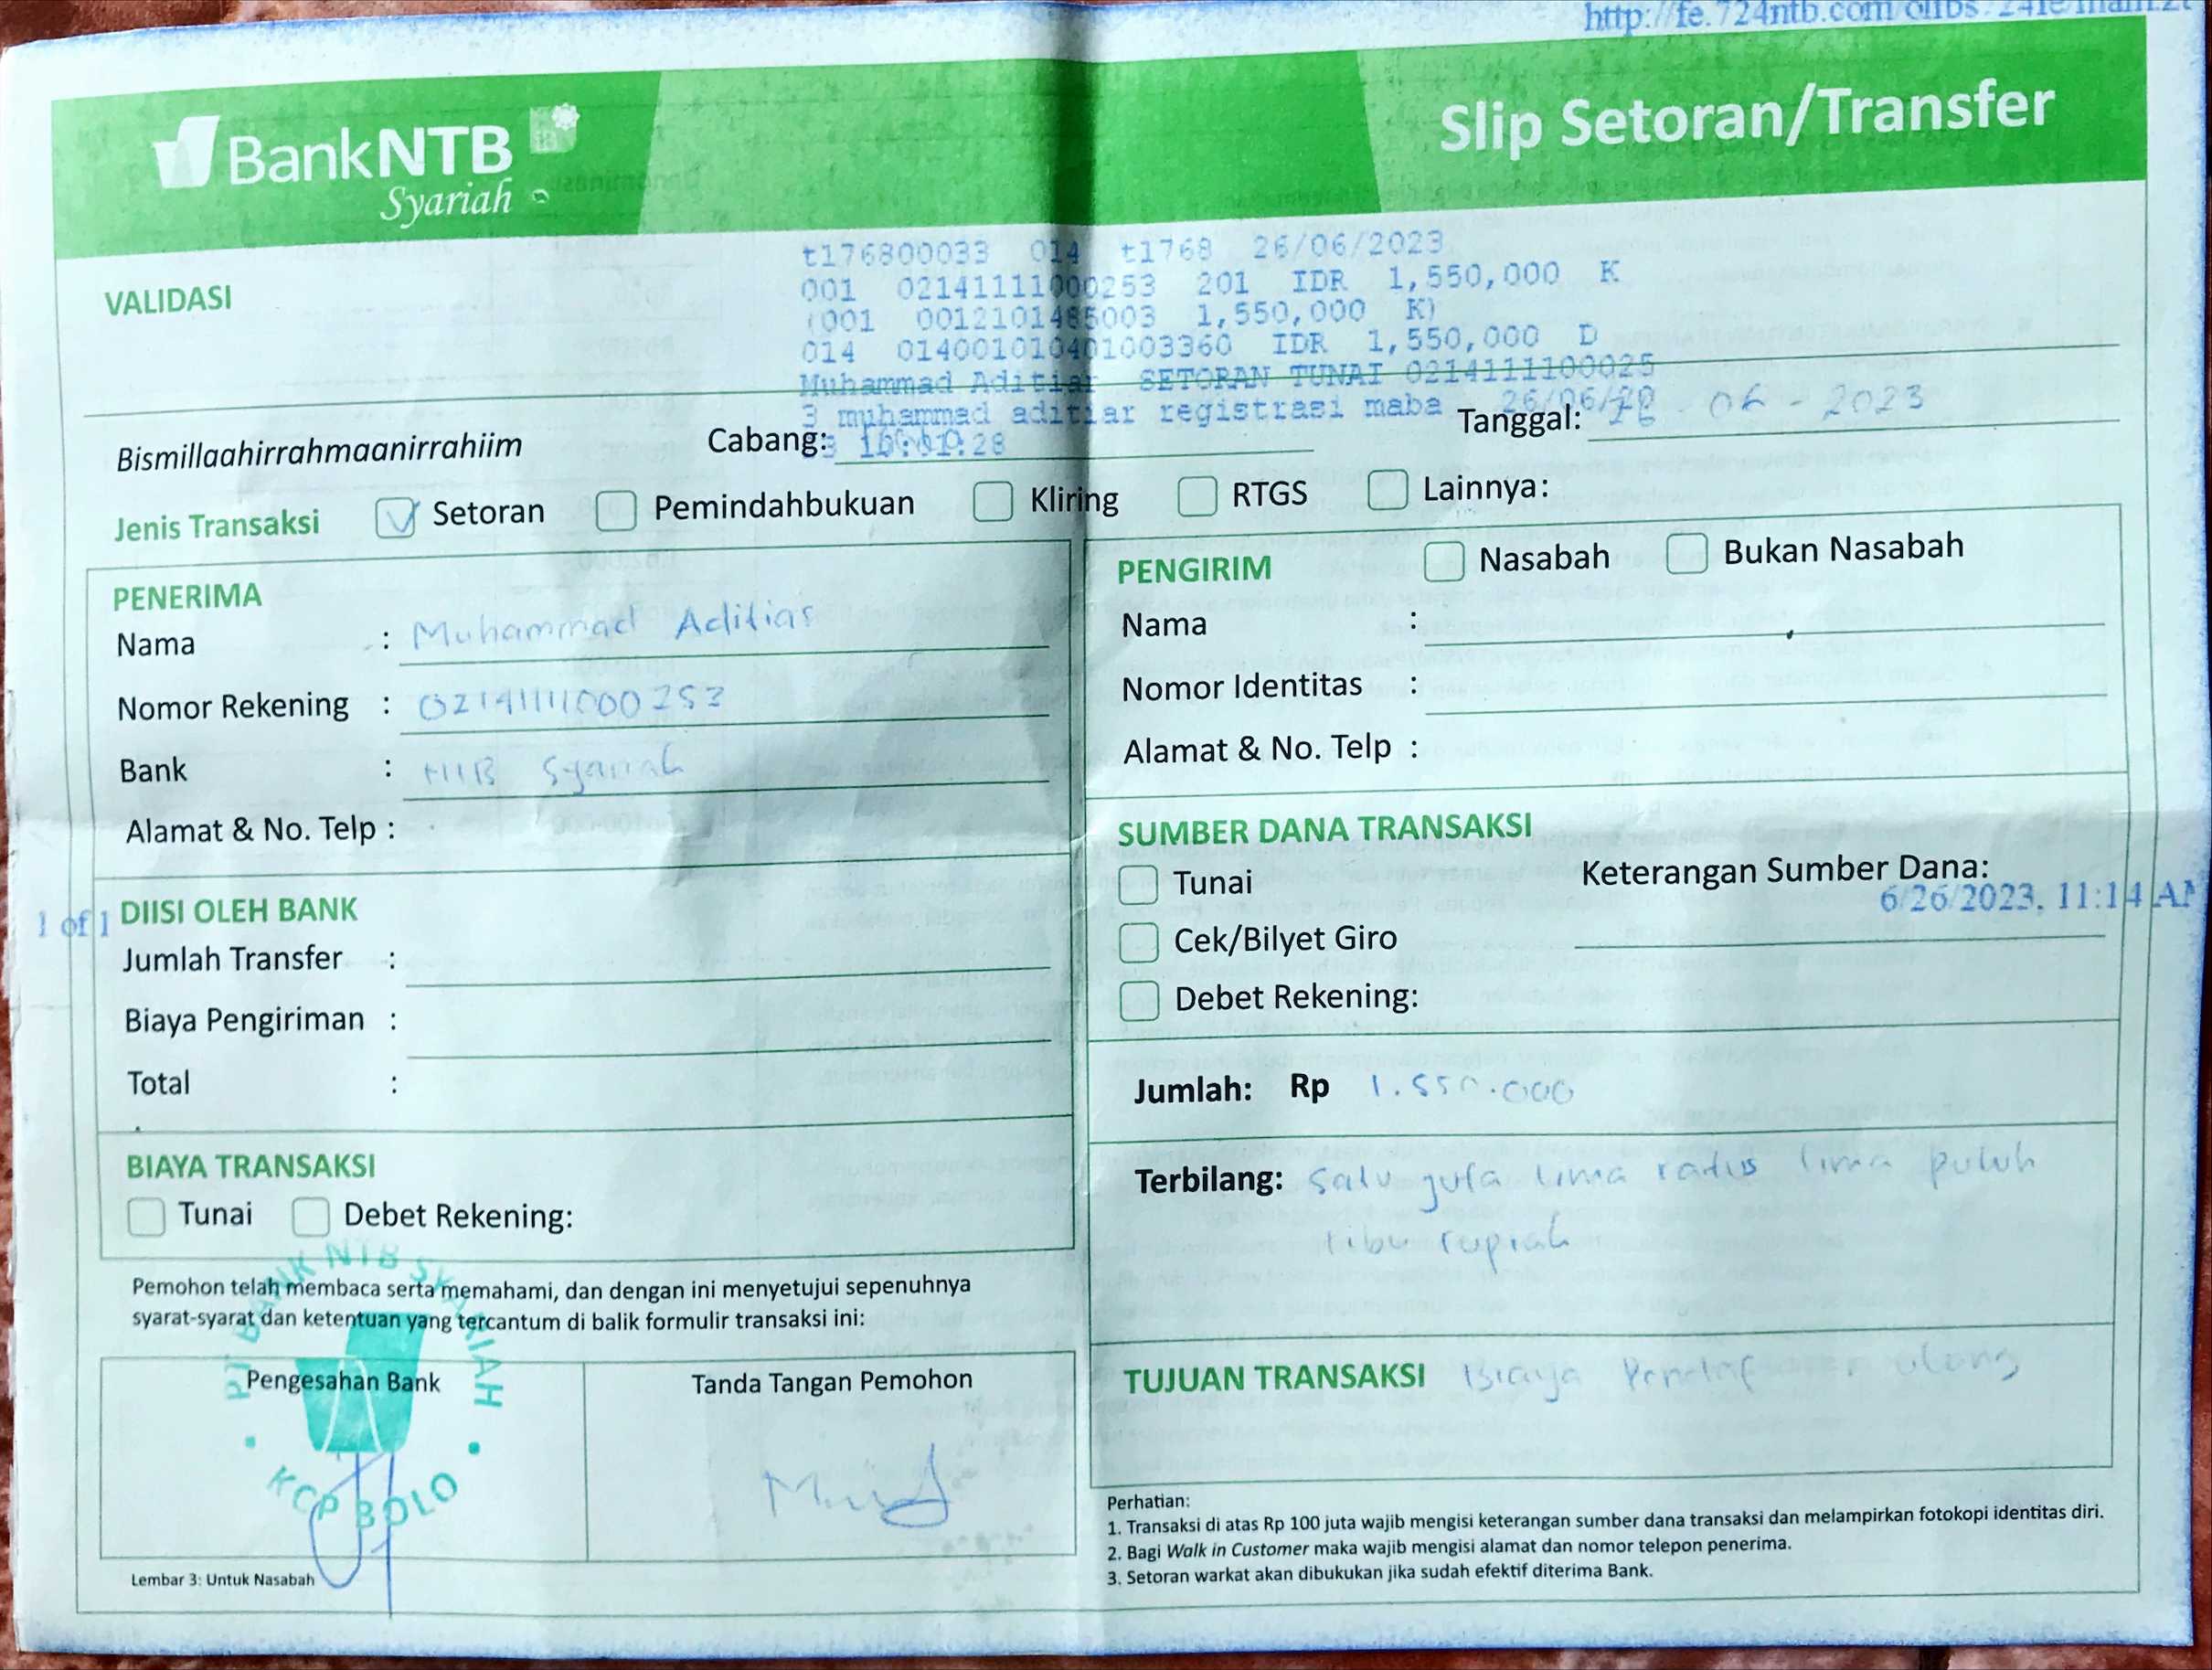 http://fe.724ntb.com
BankNTB
Syariah
Slip Setoran/Transfer
VALIDASI
t176800033 014 t1768 26/06/2023
001 02141111000253 201 IDR 1,550,000 K
(001 0012101485003 1,550,000 K)
014 014001010401003360 IDR 1,550,000 D
Muhammad Aditiar SETORAN TUNAI 0214111100025
3 muhammad aditiar registrasi maba 26/06/20
Bismillaahirrahmaanirrahiim
Cabang:
Tanggal: 26 - 06 - 2023
Jenis Transaksi Setoran Pemindahbukuan Kliring RTGS Lainnya:
PENERIMA
Nama : Muhammad Aditiar
Nomor Rekening : 02141111000253
Bank : Syariah
Alamat & No. Telp :
DIISI OLEH BANK
Jumlah Transfer :
Biaya Pengiriman :
Total :
BIAYA TRANSAKSI
Tunai Debet Rekening:
Pemohon telah membaca serta memahami, dan dengan ini menyetujui sepenuhnya
syarat-syarat dan ketentuan yang tercantum di balik formulir transaksi ini:
Pengesahan Bank
Tanda Tangan Pemohon
PT BANK NTB SYARIAH
KCP BOLO
Lembar 3: Untuk Nasabah
1 of 1
PENGIRIM Nasabah Bukan Nasabah
Nama :
Nomor Identitas :
Alamat & No. Telp :
SUMBER DANA TRANSAKSI
Tunai
Keterangan Sumber Dana:
6/26/2023, 11:14 AM
Cek/Bilyet Giro
Debet Rekening:
Jumlah: Rp 1.550.000
Terbilang: Satu juta lima ratus lima puluh
ribu rupiah
TUJUAN TRANSAKSI Biaya ulang
Perhatian:
1. Transaksi di atas Rp 100 juta wajib mengisi keterangan sumber dana transaksi dan melampirkan fotokopi identitas diri.
2. Bagi Walk in Customer maka wajib mengisi alamat dan nomor telepon penerima.
3. Setoran warkat akan dibukukan jika sudah efektif diterima Bank.